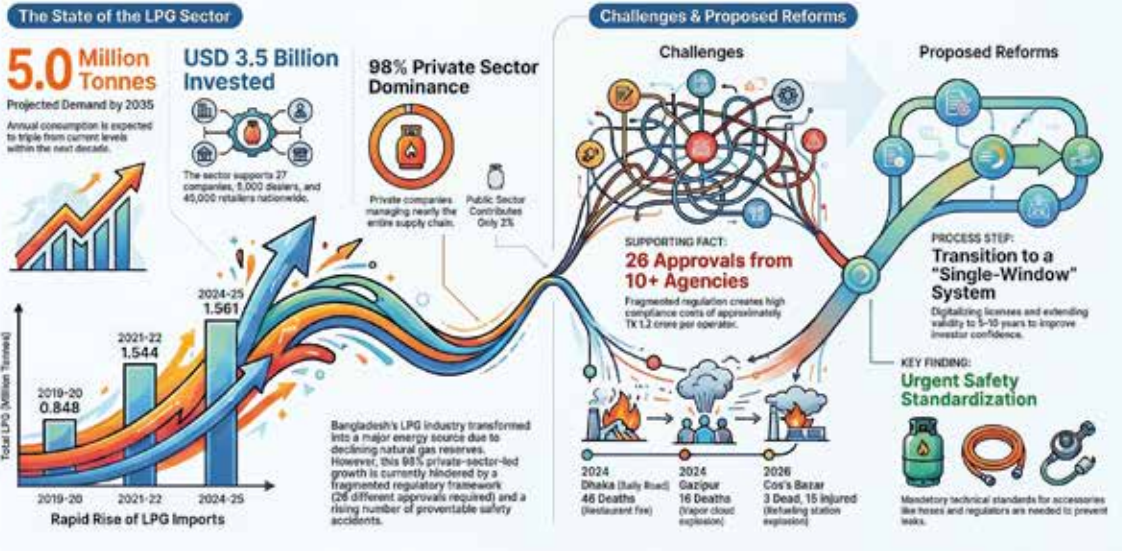 The State of the LPG Sector
5.0 Million
Tonnes
Projected Demand by 2035
Annual consumption is expected
to triple from current levels
within the next decade.
USD 3.5 Billion
Invested
The sector supports 27
companies, 5,000 dealers, and
45,000 retailers nationwide.
98% Private Sector
Dominance
Private companies
managing nearly the
entire supply chain.
Public Sector
Contributes
Only 2%
Total LPG (Million Tonnes)
2019-20
0.848
2021-22
1.544
2024-25
1.561
2019-20
2021-22
2024-25
Rapid Rise of LPG Imports
Bangladesh's LPG industry transformed
into a major energy source due to
declining natural gas reserves.
However, this 98% private-sector-led
growth is currently hindered by a
fragmented regulatory framework
(26 different approvals required) and a
rising number of preventable safety
accidents.
Challenges & Proposed Reforms
Challenges
SUPPORTING FACT:
26 Approvals from
10+ Agencies
Fragmented regulation creates high
compliance costs of approximately
TK 1.2 crore per operator.
2024
Dhaka (Baily Road)
46 Deaths
(Restaurant fire)
2024
Gazipur
16 Deaths
(Vapor cloud
explosion)
2026
Cox's Bazar
3 Dead, 15 injured
(Refueling station
explosion)
Proposed Reforms
PROCESS STEP:
Transition to a
"Single-Window"
System
Digitalizing licenses and extending
validity to 5-10 years to improve
investor confidence.
KEY FINDING:
Urgent Safety
Standardization
Mandatory technical standards for accessories
like hoses and regulators are needed to prevent
leaks.